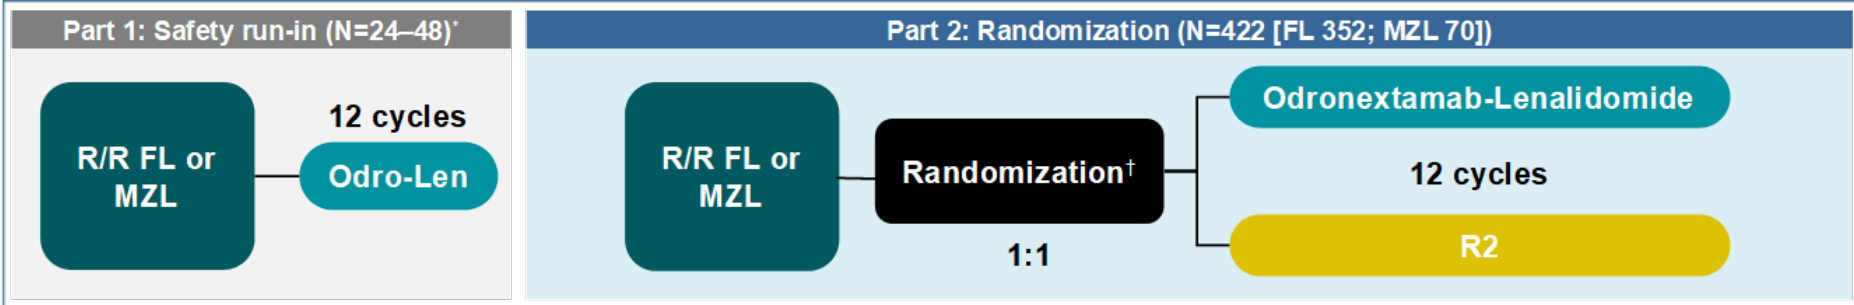 Part 1: Safety run-in (N=24–48)*
R/R FL or
MZL
12 cycles
Odro-Len
Part 2: Randomization (N=422 [FL 352; MZL 70])
R/R FL or
MZL
Randomization†
1:1
Odronextamab-Lenalidomide
12 cycles
R2